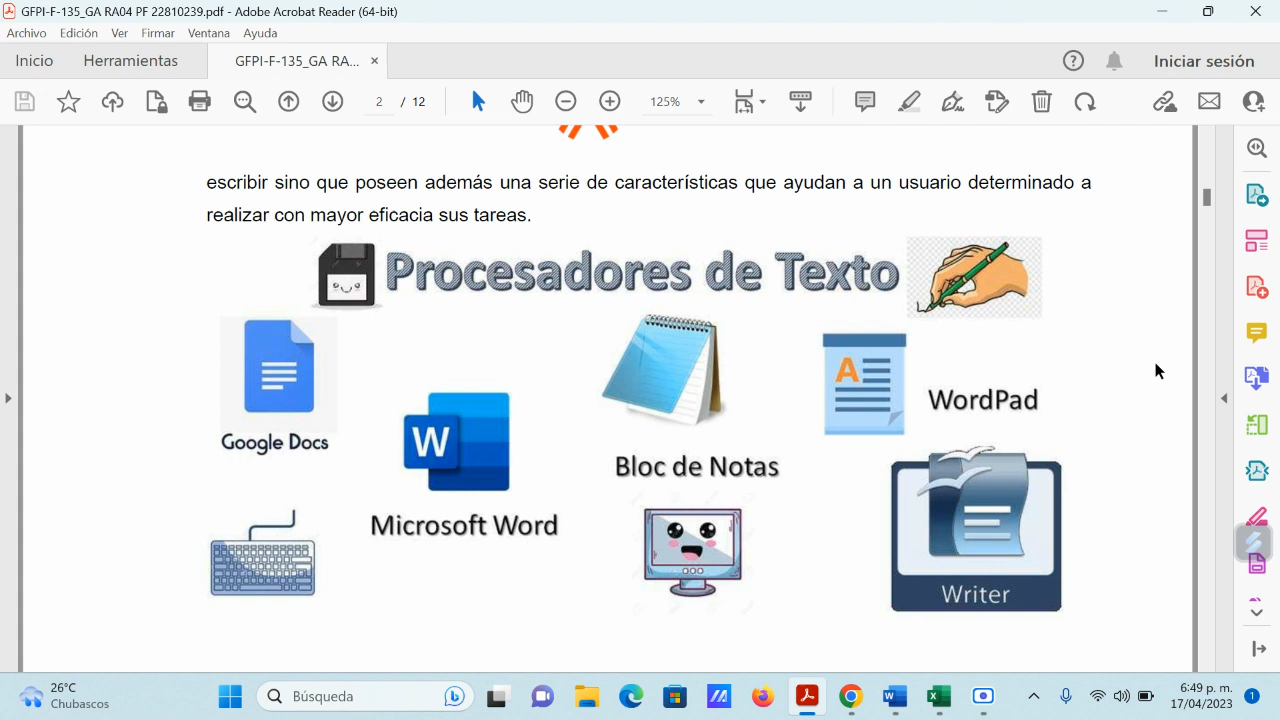 GFPI-F-135_GA RA04 PF 22810239.pdf - Adobe Acrobat Reader (64-bit)
Archivo Edición Ver Firmar Ventana Ayuda
Inicio Herramientas GFPI-F-135_GA RA... × Iniciar sesión
2 / 12 125%
escribir sino que poseen además una serie de características que ayudan a un usuario determinado a
realizar con mayor eficacia sus tareas.
Procesadores de Texto
Google Docs
W
Microsoft Word
Bloc de Notas
A
WordPad
Writer
26°C
Chubascos
Búsqueda
6:49 p. m.
17/04/2023
1